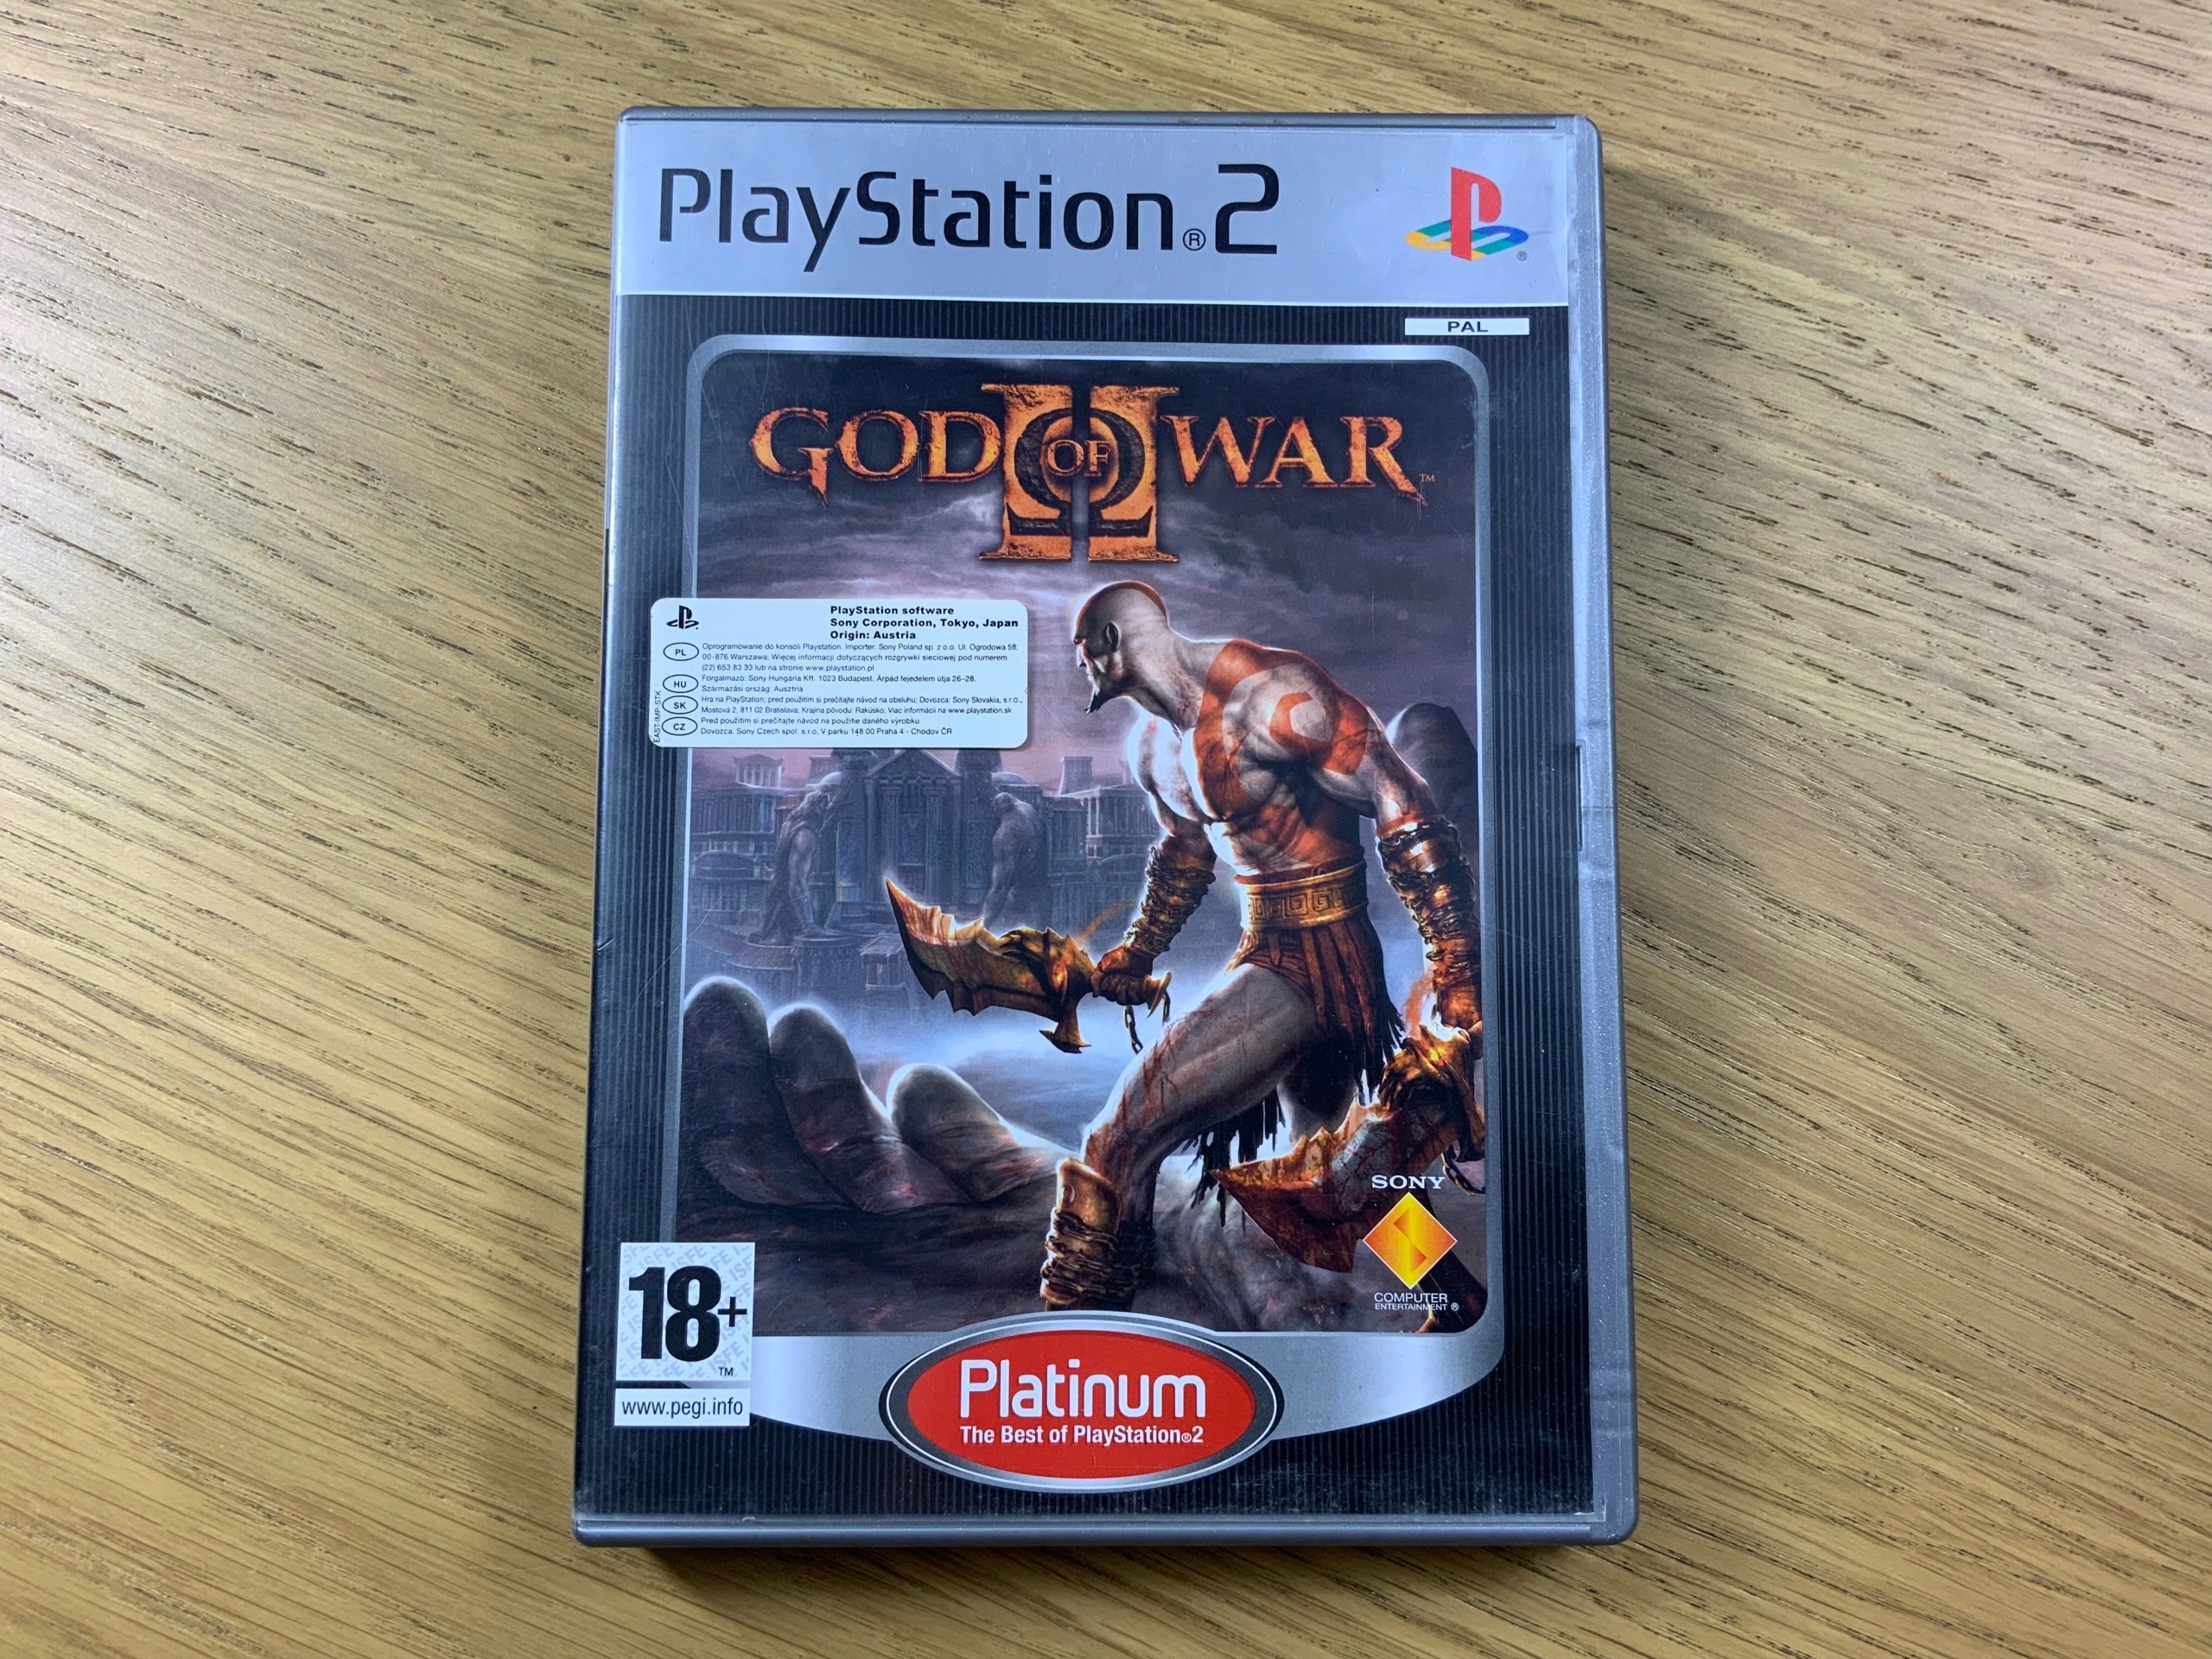 PlayStation®2
PAL
GOD OF WAR™
II
PlayStation software
Sony Corporation, Tokyo, Japan
Origin: Austria
PL
Oprogramowanie do konsoli Playstation. Importer: Sony Poland sp. z o.o. Ul. Ogrodowa 58;
00-876 Warszawa; Więcej informacji dotyczących rozgrywki sieciowej pod numerem
(22) 653 83 33 lub na stronie www.playstation.pl
HU
Forgalmazó: Sony Hungária Kft. 1023 Budapest, Árpád fejedelem útja 26-28.
Származási ország: Ausztria
SK
Hra na PlayStation; pred použitím si prečítajte návod na obsluhu; Dovozca: Sony Slovakia, s.r.o.,
Mostová 2, 811 02 Bratislava; Krajina pôvodu: Rakúsko; Viac informácií na www.playstation.sk
CZ
Pred použitím si prečítajte návod na použitie daného výrobku.
Dovozca: Sony Czech spol. s.r.o, V parku 148 00 Praha 4 - Chodov ČR
EAST-IMP-STK
SONY
COMPUTER
ENTERTAINMENT®
18+™
www.pegi.info
Platinum
The Best of PlayStation®2